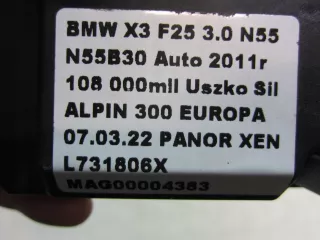 BMW X3 F25 3.0 N55
N55B30 Auto 2011r
108 000mil Uszko Sil
ALPIN 300 EUROPA
07.03.22 PANOR XEN
L731806X
MAG00004383